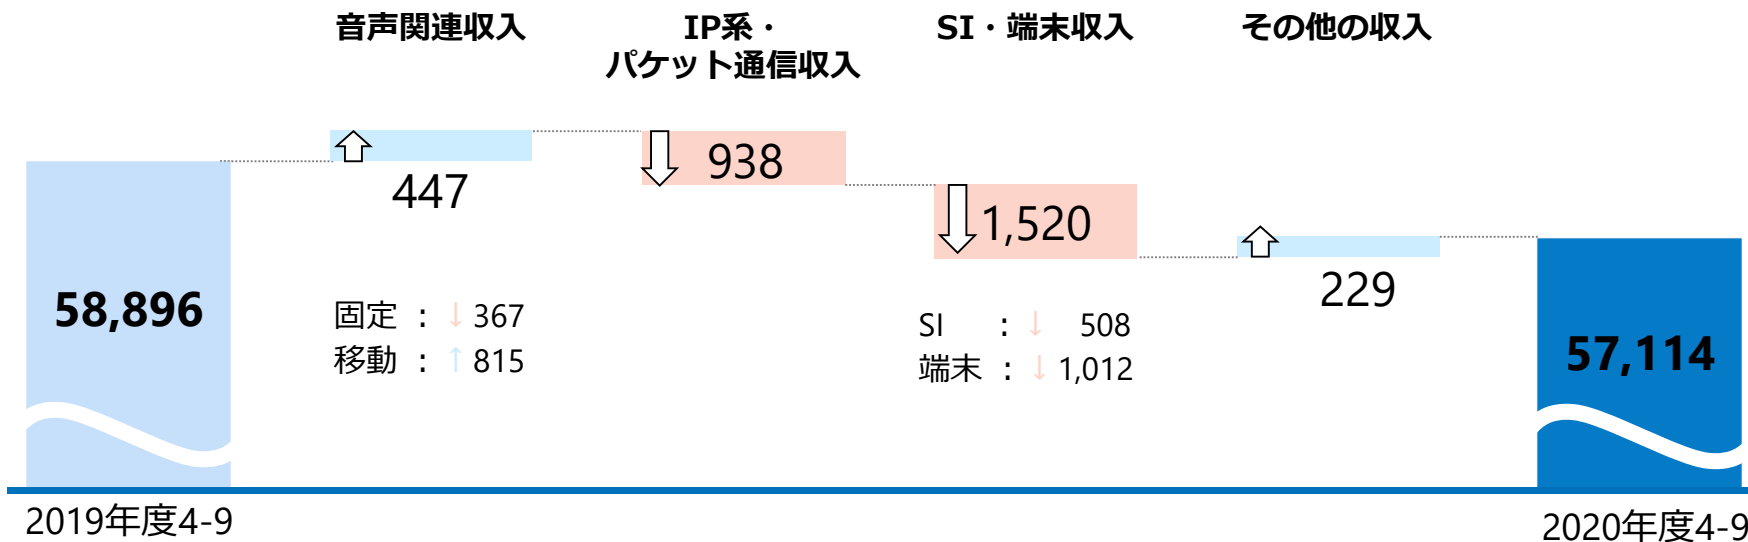 音声関連収入
IP系・
パケット通信収入
SI・端末収入
その他の収入
447
938
1,520
229
58,896
固定 : ↓ 367
移動 : ↑ 815
SI : ↓ 508
端末 : ↓ 1,012
57,114
2019年度4-9
2020年度4-9